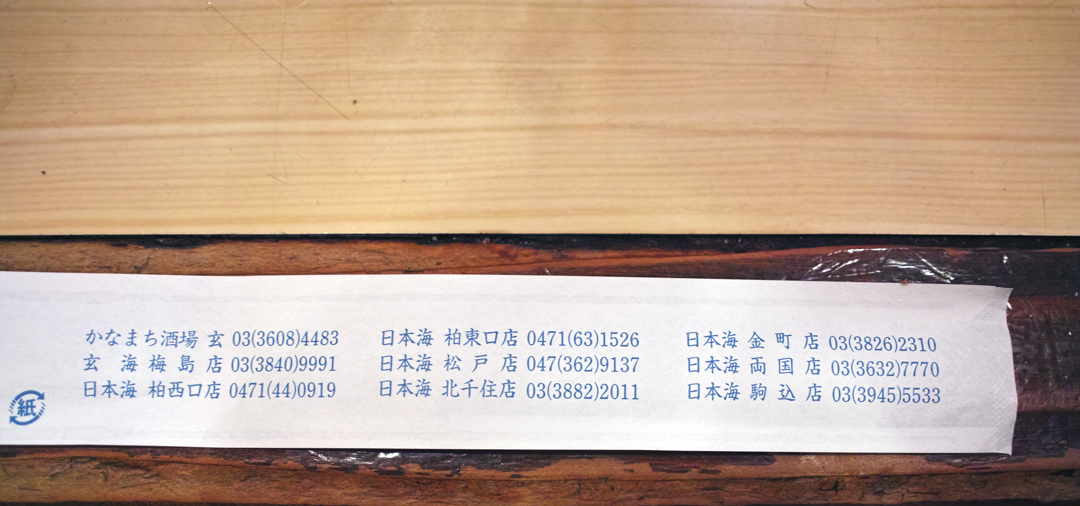 かなまち酒場 玄 03(3608)4483
玄 海 梅 島 店 03(3840)9991
日本海 柏西口店 0471(44)0919
日本海 柏東口店 0471(63)1526
日本海 松 戸 店 047(362)9137
日本海 北千住店 03(3882)2011
日本海 金 町 店 03(3826)2310
日本海 両 国 店 03(3632)7770
日本海 駒 込 店 03(3945)5533
紙